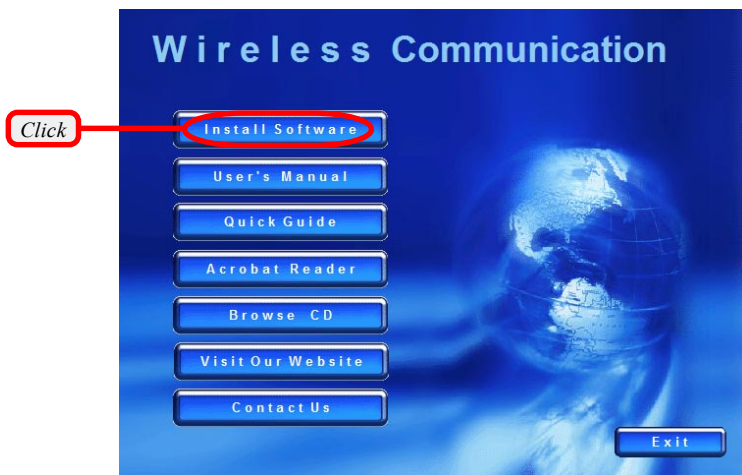 Wireless Communication
Click
Install Software
User's Manual
Quick Guide
Acrobat Reader
Browse CD
Visit Our Website
Contact Us
Exit